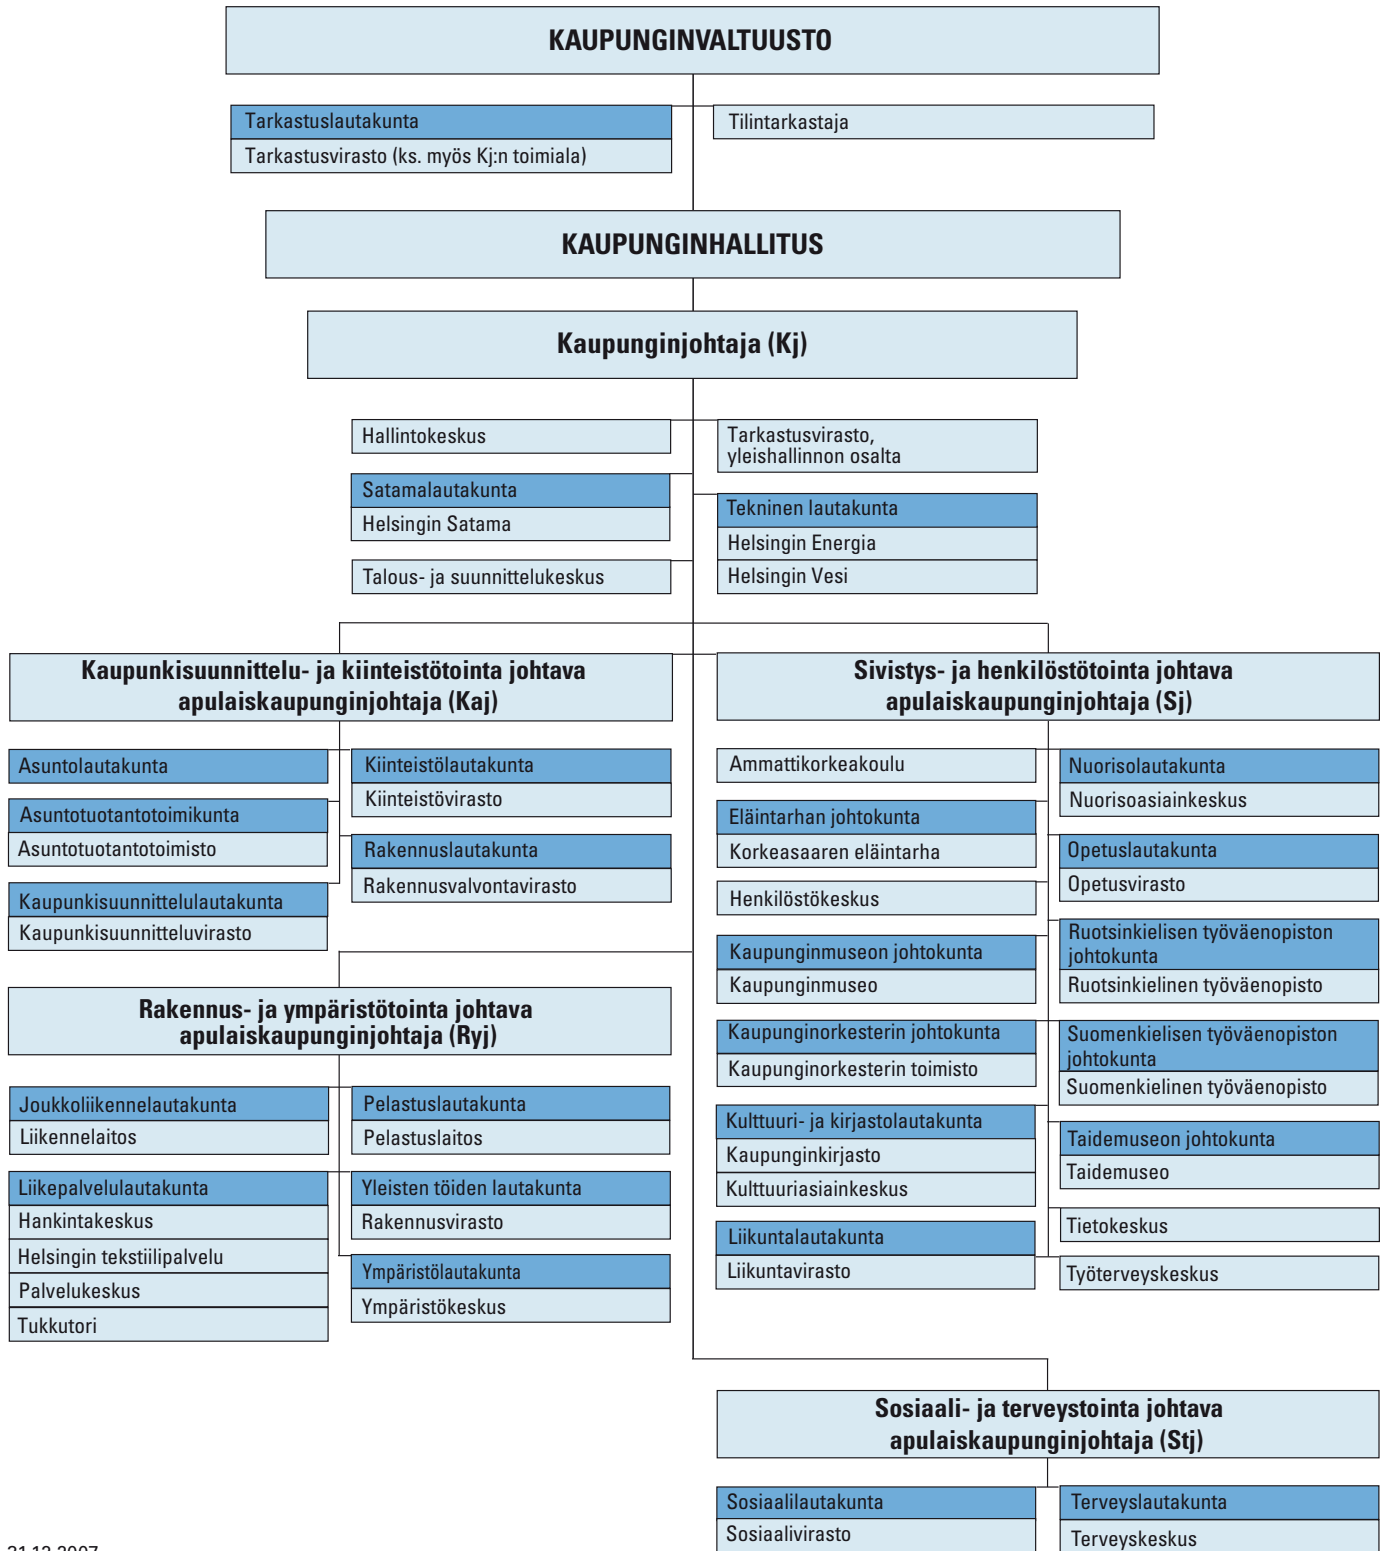 KAUPUNGINVALTUUSTO
Tarkastuslautakunta
Tarkastusvirasto (ks. myös Kj:n toimiala)
Tilintarkastaja
KAUPUNGINHALLITUS
Kaupunginjohtaja (Kj)
Hallintokeskus
Satamalautakunta
Helsingin Satama
Talous- ja suunnittelukeskus
Tarkastusvirasto,
yleishallinnon osalta
Tekninen lautakunta
Helsingin Energia
Helsingin Vesi
Kaupunkisuunnittelu- ja kiinteistötointa johtava
apulaiskaupunginjohtaja (Kaj)
Asuntolautakunta
Asuntotuotantotoimikunta
Asuntotuotantotoimisto
Kaupunkisuunnittelulautakunta
Kaupunkisuunnitteluvirasto
Kiinteistölautakunta
Kiinteistövirasto
Rakennuslautakunta
Rakennusvalvontavirasto
Rakennus- ja ympäristötointa johtava
apulaiskaupunginjohtaja (Ryj)
Joukkoliikennelautakunta
Liikennelaitos
Liikepalvelulautakunta
Hankintakeskus
Helsingin tekstiilipalvelu
Palvelukeskus
Tukkutori
Pelastuslautakunta
Pelastuslaitos
Yleisten töiden lautakunta
Rakennusvirasto
Ympäristölautakunta
Ympäristökeskus
Sivistys- ja henkilöstötointa johtava
apulaiskaupunginjohtaja (Sj)
Ammattikorkeakoulu
Eläintarhan johtokunta
Korkeasaaren eläintarha
Henkilöstökeskus
Kaupunginmuseon johtokunta
Kaupunginmuseo
Kaupunginorkesterin johtokunta
Kaupunginorkesterin toimisto
Kulttuuri- ja kirjastolautakunta
Kaupunginkirjasto
Kulttuuriasiainkeskus
Liikuntalautakunta
Liikuntavirasto
Nuorisolautakunta
Nuorisoasiainkeskus
Opetuslautakunta
Opetusvirasto
Ruotsinkielisen työväenopiston
johtokunta
Ruotsinkielinen työväenopisto
Suomenkielisen työväenopiston
johtokunta
Suomenkielinen työväenopisto
Taidemuseon johtokunta
Taidemuseo
Tietokeskus
Työterveyskeskus
Sosiaali- ja terveystointa johtava
apulaiskaupunginjohtaja (Stj)
Sosiaalilautakunta
Sosiaalivirasto
Terveyslautakunta
Terveyskeskus
31.12.2007